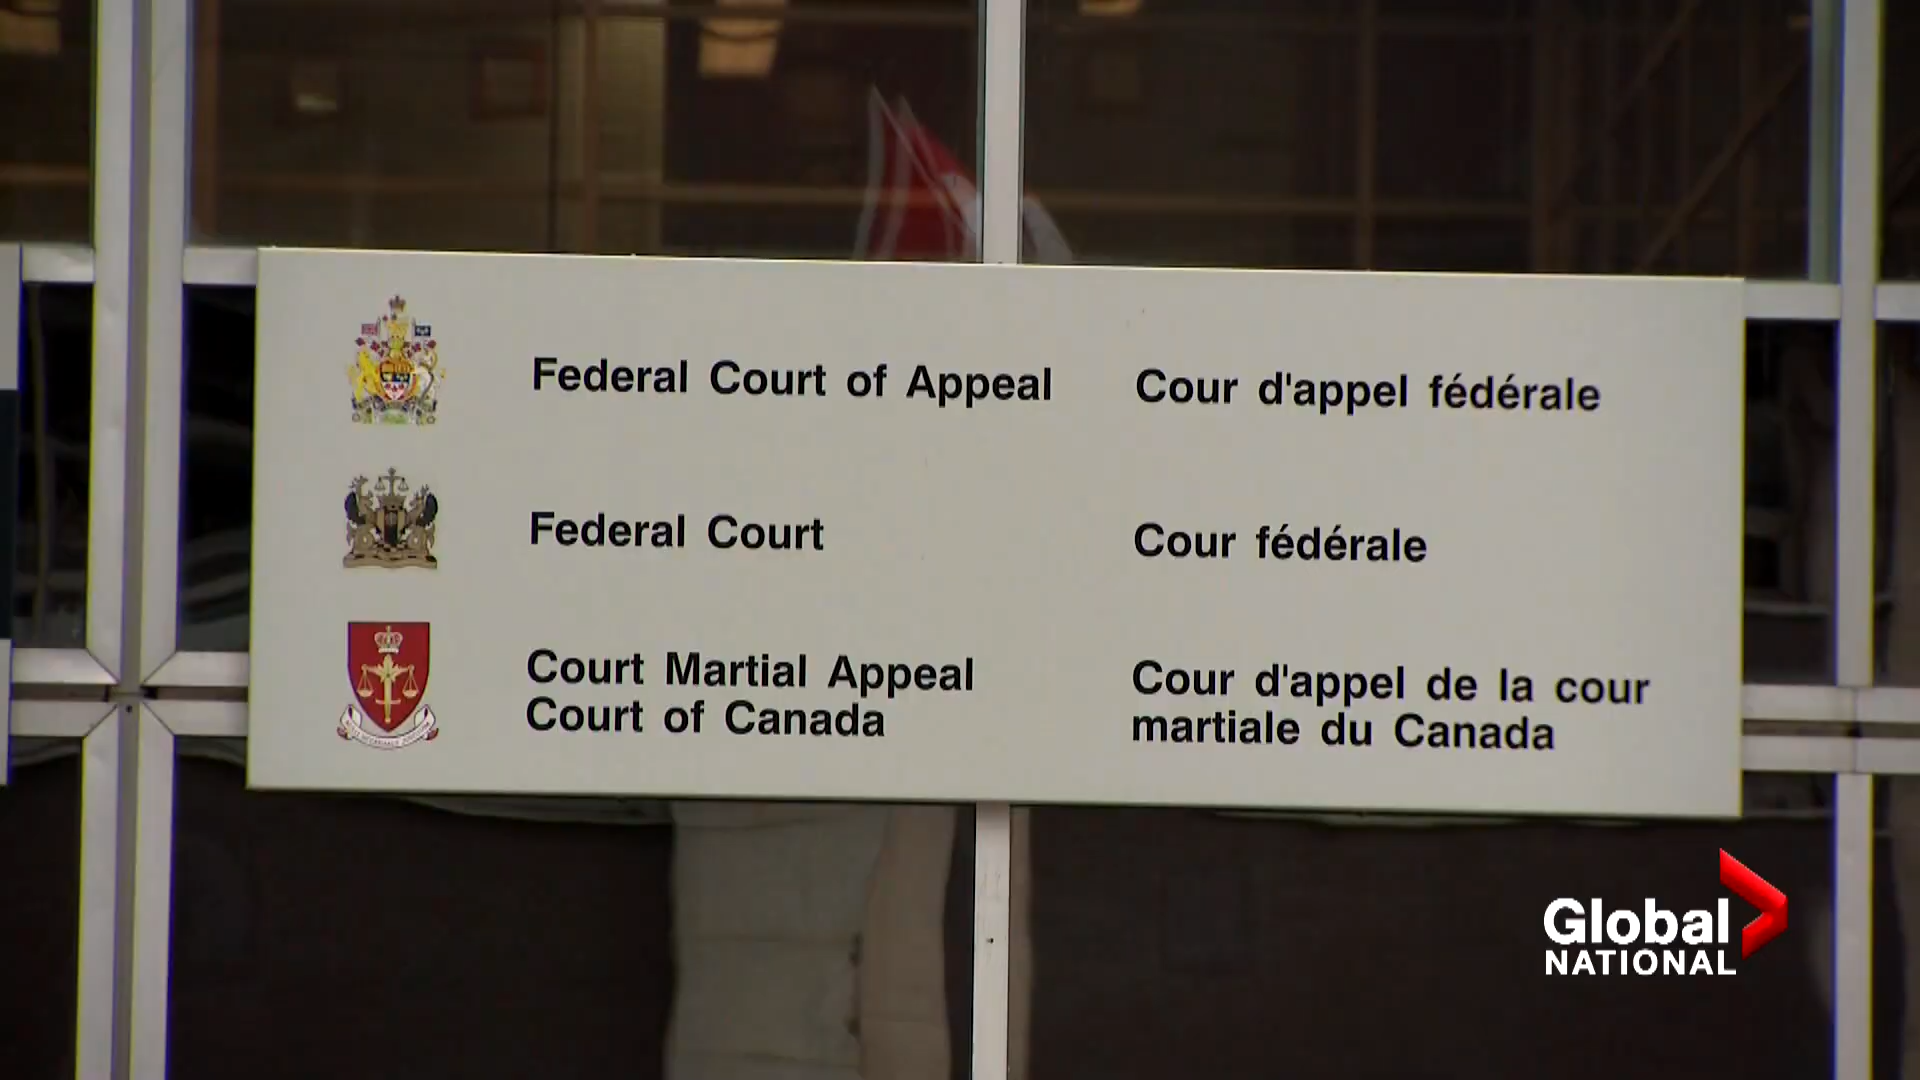 Federal Court of Appeal
Cour d'appel fédérale
Federal Court
Cour fédérale
Court Martial Appeal
Court of Canada
Cour d'appel de la cour
martiale du Canada
Global
NATIONAL